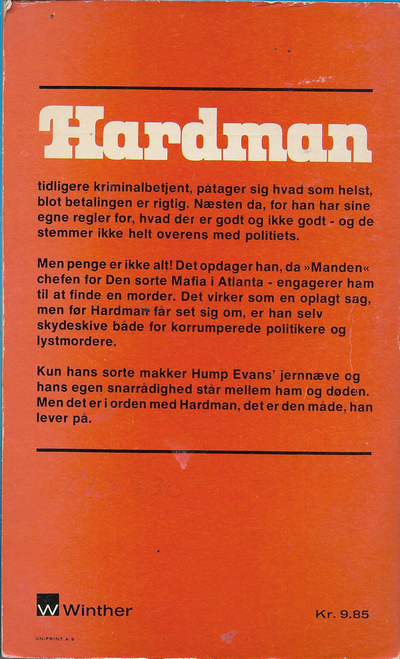 Hardman
tidligere kriminalbetjent, påtager sig hvad som helst,
blot betalingen er rigtig. Næsten da, for han har sine
egne regler for, hvad der er godt og ikke godt - og de
stemmer ikke helt overens med politiets.
Men penge er ikke alt! Det opdager han, da »Manden«
chefen for Den sorte Mafia i Atlanta - engagerer ham
til at finde en morder. Det virker som en oplagt sag,
men før Hardman får set sig om, er han selv
skydeskive både for korrumperede politikere og
lystmordere.
Kun hans sorte makker Hump Evans' jernnæve og
hans egen snarrådighed står mellem ham og døden.
Men det er i orden med Hardman, det er den måde, han
lever på.
W Winther
Kr. 9.85
UNIPRINT A/S